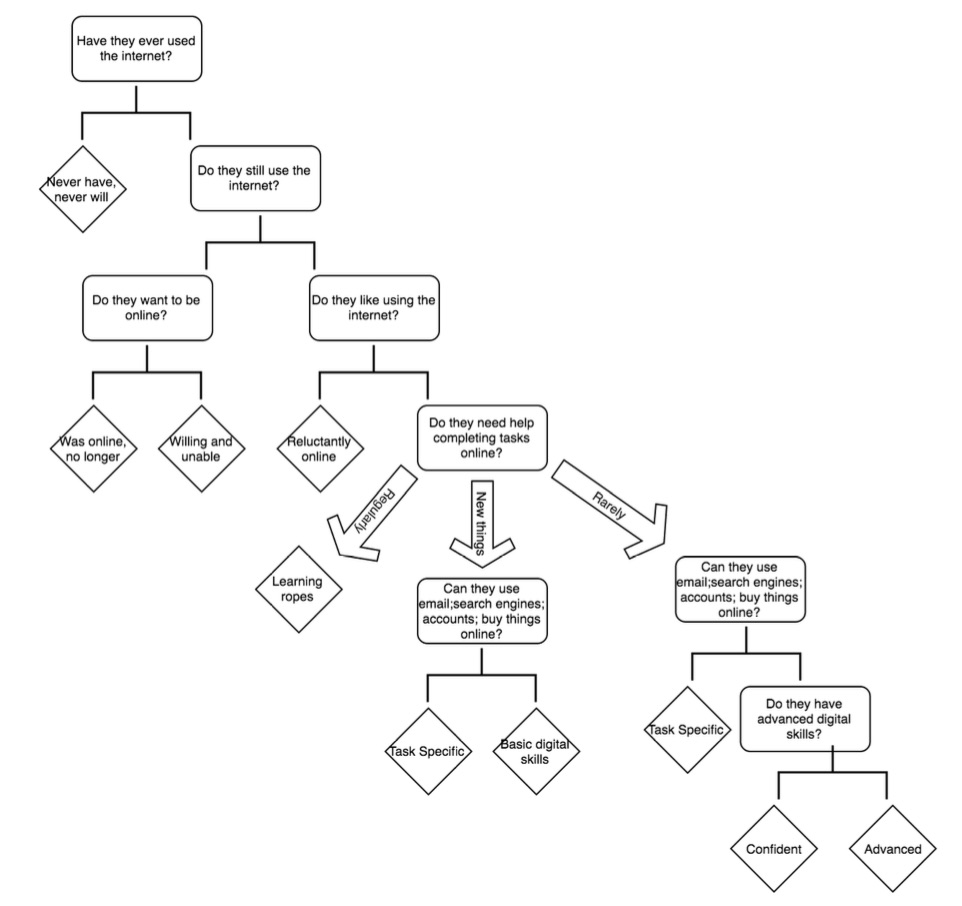 Have they ever used
the internet?
Never have,
never will
Do they still use the
internet?
Do they want to be
online?
Do they like using the
internet?
Was online,
no longer
Willing and
unable
Reluctantly
online
Do they need help
completing tasks
online?
Regularly
New things
Rarely
Learning
ropes
Can they use
email;search engines;
accounts; buy things
online?
Can they use
email;search engines;
accounts; buy things
online?
Task Specific
Basic digital
skills
Task Specific
Do they have
advanced digital
skills?
Confident
Advanced